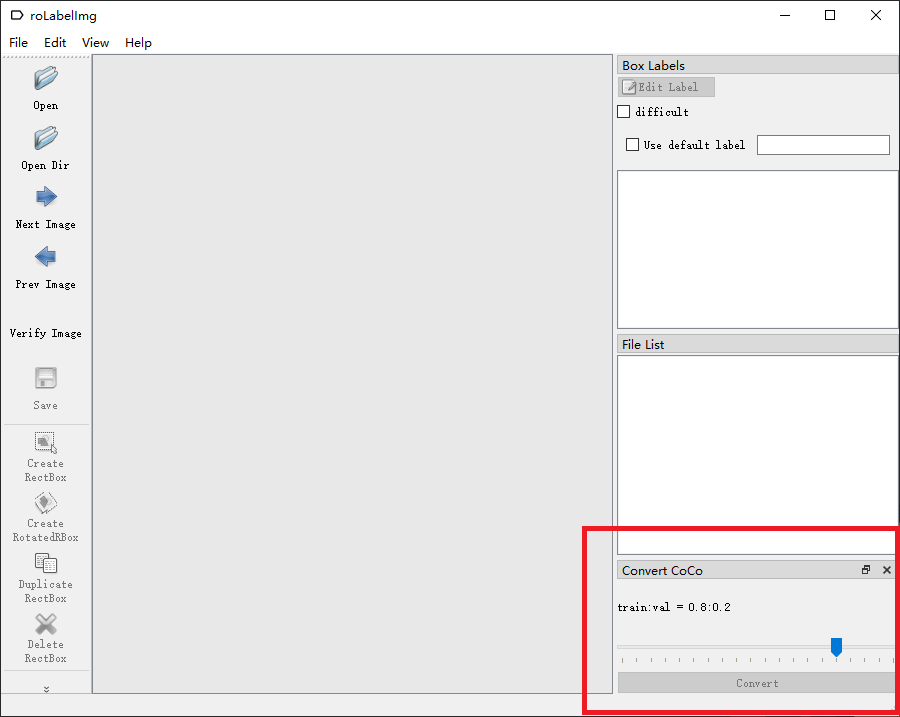 roLabelImg
File Edit View Help
Open
Open Dir
Next Image
Prev Image
Verify Image
Save
Create
RectBox
Create
RotatedRBox
Duplicate
RectBox
Delete
RectBox
Box Labels
Edit Label
difficult
Use default label
File List
Convert CoCo
train:val = 0.8:0.2
Convert